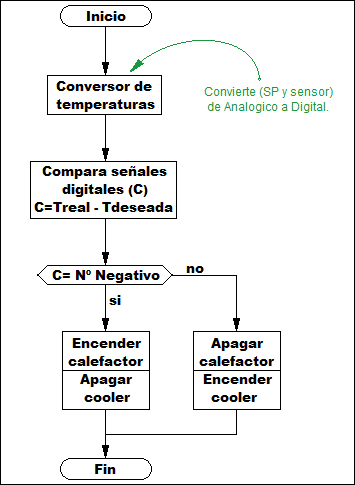 Inicio
Conversor de
temperaturas
Convierte (SP y sensor)
de Analogico a Digital.
Compara señales
digitales (C)
C=Treal - Tdeseada
C= Nº Negativo
no
si
Encender
calefactor
Apagar
cooler
Apagar
calefactor
Encender
cooler
Fin